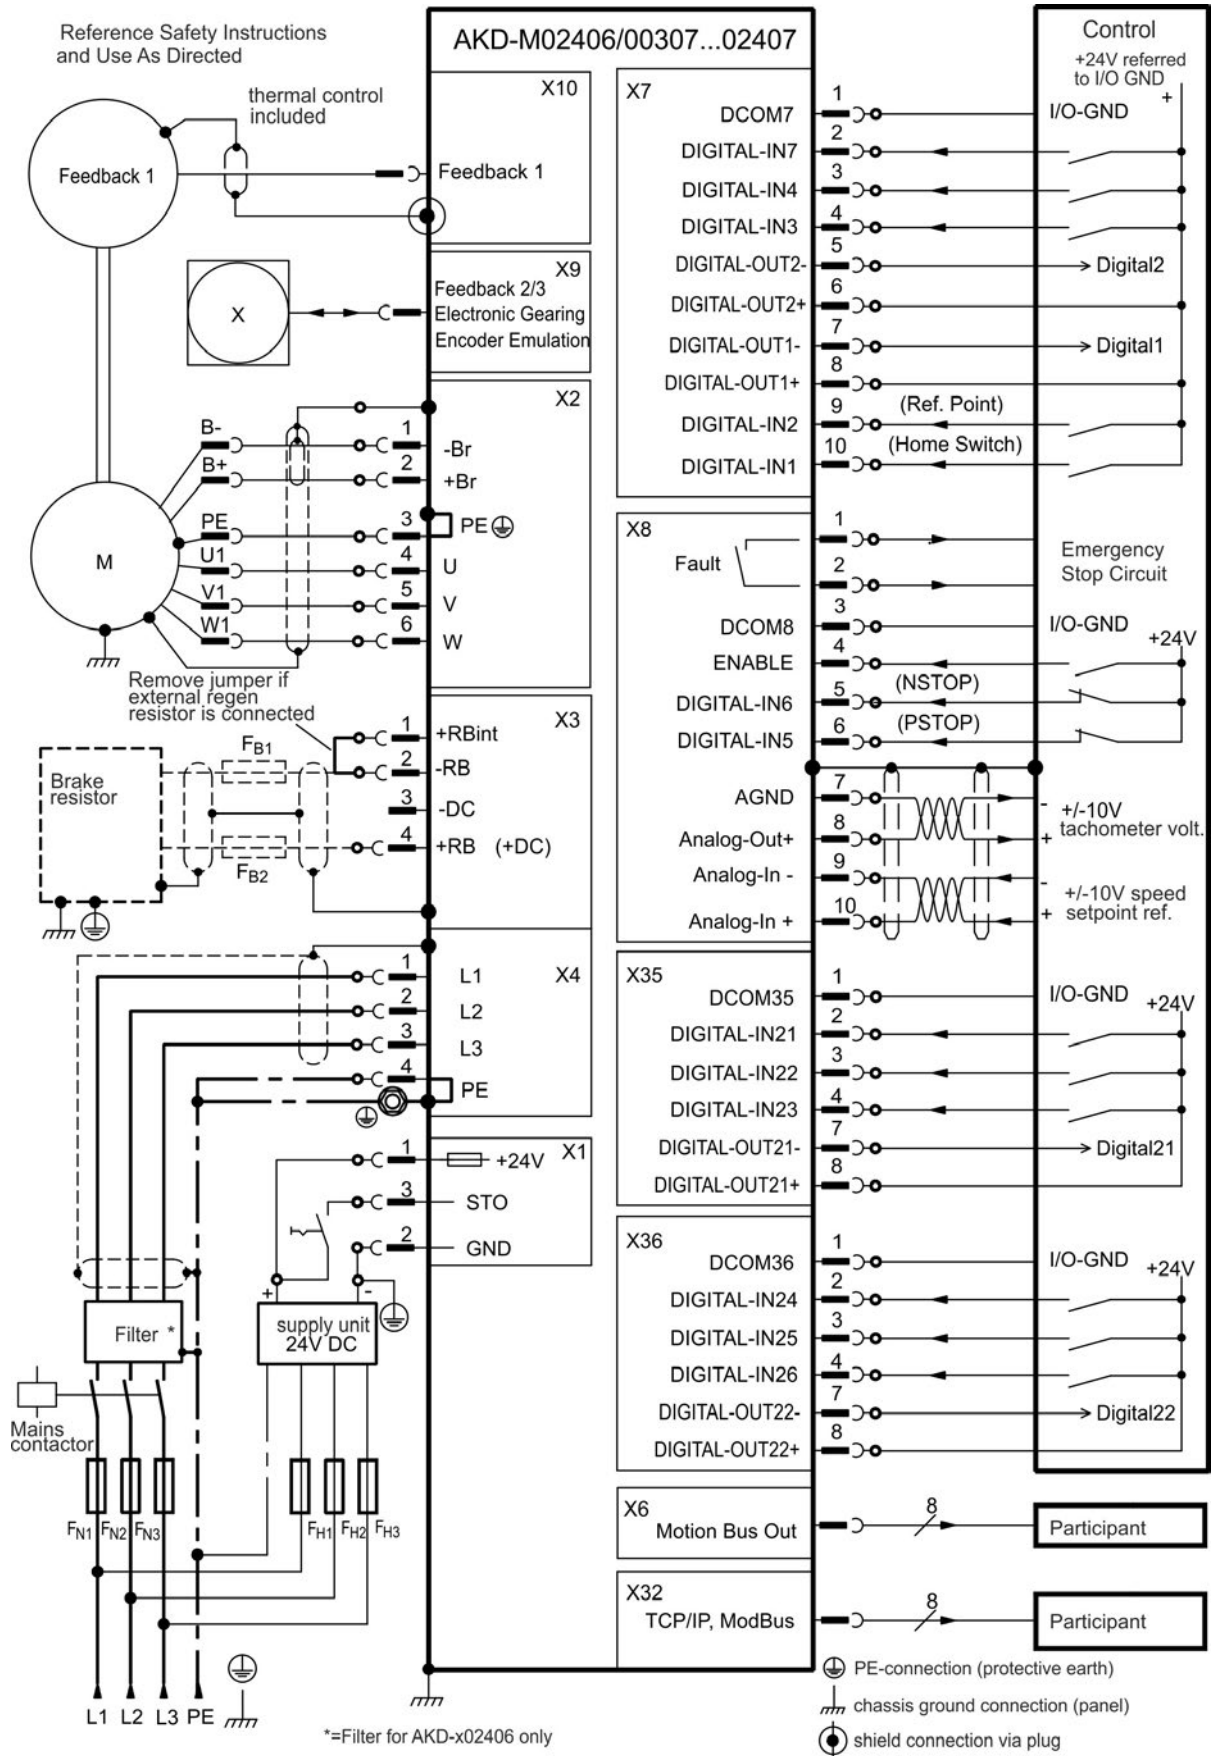 Reference Safety Instructions
and Use As Directed
AKD-M02406/00307...02407
Control
+24V referred
to I/O GND
+
thermal control
included
Feedback 1
X10
Feedback 1
X9
Feedback 2/3
Electronic Gearing
Encoder Emulation
X
X2
B-
1
-Br
B+
2
+Br
PE
3
PE
U1
4
U
V1
5
V
W1
6
W
M
Remove jumper if
external regen
resistor is connected
X3
1
+RBint
2
-RB
3
-DC
4
+RB (+DC)
Brake
resistor
FB1
FB2
X4
1
L1
2
L2
3
L3
4
PE
X1
1
+24V
3
STO
2
GND
+
-
supply unit
24V DC
Filter *
Mains
contactor
FN1 FN2 FN3
FH1 FH2 FH3
L1 L2 L3 PE
*=Filter for AKD-x02406 only
X7
1
DCOM7
I/O-GND
2
DIGITAL-IN7
3
DIGITAL-IN4
4
DIGITAL-IN3
5
DIGITAL-OUT2-
Digital2
6
DIGITAL-OUT2+
7
DIGITAL-OUT1-
Digital1
8
DIGITAL-OUT1+
9
(Ref. Point)
DIGITAL-IN2
10
(Home Switch)
DIGITAL-IN1
X8
1
Fault
2
Emergency
Stop Circuit
3
DCOM8
I/O-GND
+24V
4
ENABLE
5
(NSTOP)
DIGITAL-IN6
6
(PSTOP)
DIGITAL-IN5
7
AGND
-
+/-10V
tachometer volt.
8
Analog-Out+
+
9
Analog-In -
-
+/-10V speed
setpoint ref.
10
Analog-In +
+
X35
1
DCOM35
I/O-GND
+24V
2
DIGITAL-IN21
3
DIGITAL-IN22
4
DIGITAL-IN23
7
DIGITAL-OUT21-
Digital21
8
DIGITAL-OUT21+
X36
1
DCOM36
I/O-GND
+24V
2
DIGITAL-IN24
3
DIGITAL-IN25
4
DIGITAL-IN26
7
DIGITAL-OUT22-
Digital22
8
DIGITAL-OUT22+
X6
Motion Bus Out
8
Participant
X32
TCP/IP, ModBus
8
Participant
PE-connection (protective earth)
chassis ground connection (panel)
shield connection via plug